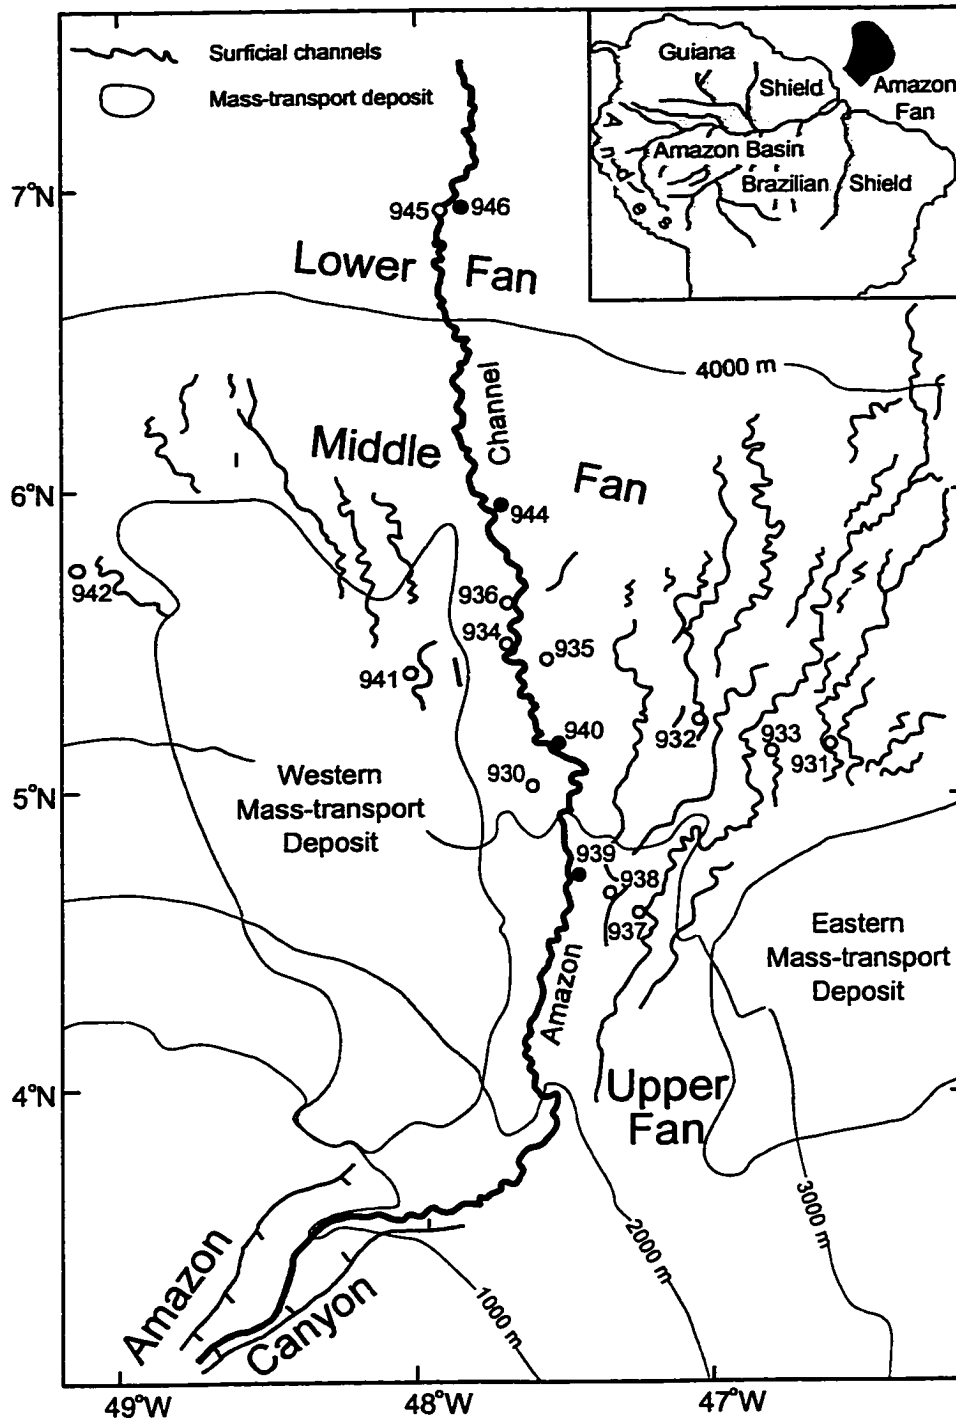 Surficial channels
Mass-transport deposit
Guiana
Shield
Amazon
Fan
Andes
Amazon Basin
Brazilian Shield
7°N
945
946
Lower Fan
4000 m
Channel
Middle Fan
6°N
944
942
936
934
935
941
940
932
933
931
930
5°N
Western
Mass-transport
Deposit
939
938
937
Eastern
Mass-transport
Deposit
Amazon
4°N
Upper
Fan
3000 m
2000 m
1000 m
Amazon
Canyon
49°W
48°W
47°W